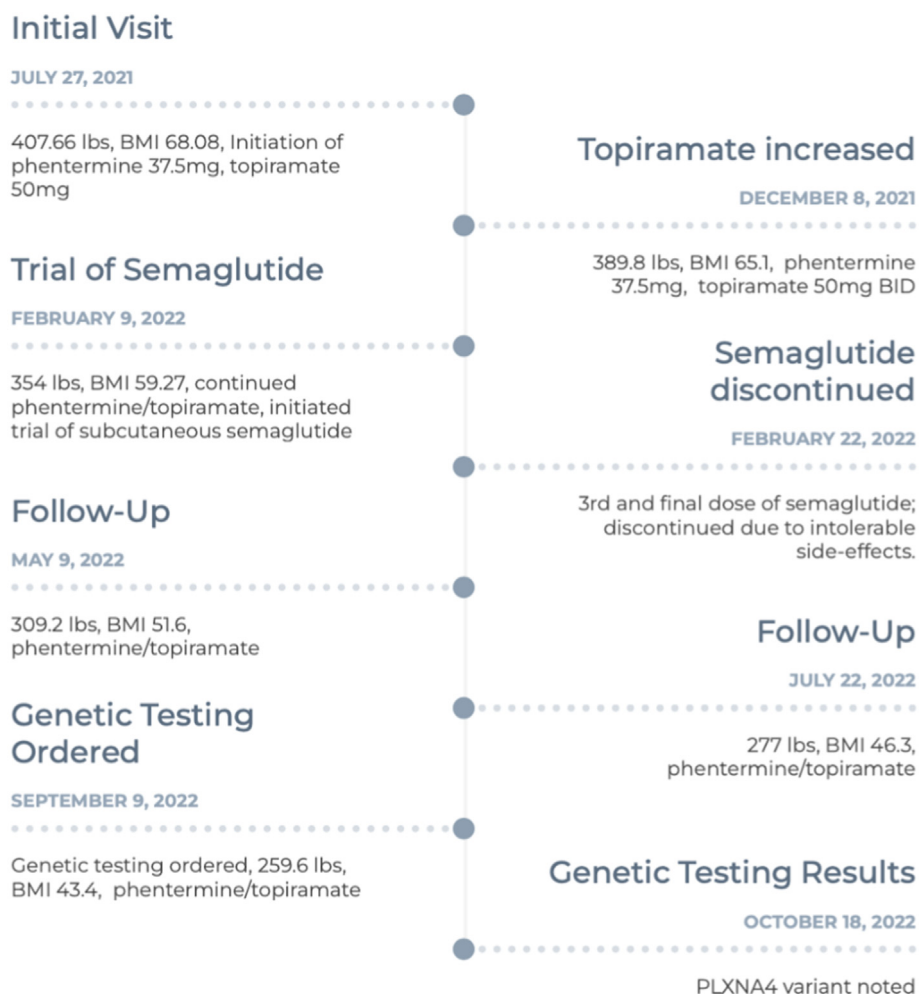 Initial Visit
JULY 27, 2021
407.66 lbs, BMI 68.08, Initiation of
phentermine 37.5mg, topiramate
50mg
Topiramate increased
DECEMBER 8, 2021
389.8 lbs, BMI 65.1, phentermine
37.5mg, topiramate 50mg BID
Trial of Semaglutide
FEBRUARY 9, 2022
354 lbs, BMI 59.27, continued
phentermine/topiramate, initiated
trial of subcutaneous semaglutide
Semaglutide
discontinued
FEBRUARY 22, 2022
3rd and final dose of semaglutide;
discontinued due to intolerable
side-effects.
Follow-Up
MAY 9, 2022
309.2 lbs, BMI 51.6,
phentermine/topiramate
Follow-Up
JULY 22, 2022
277 lbs, BMI 46.3,
phentermine/topiramate
Genetic Testing
Ordered
SEPTEMBER 9, 2022
Genetic testing ordered, 259.6 lbs,
BMI 43.4, phentermine/topiramate
Genetic Testing Results
OCTOBER 18, 2022
PLXNA4 variant noted